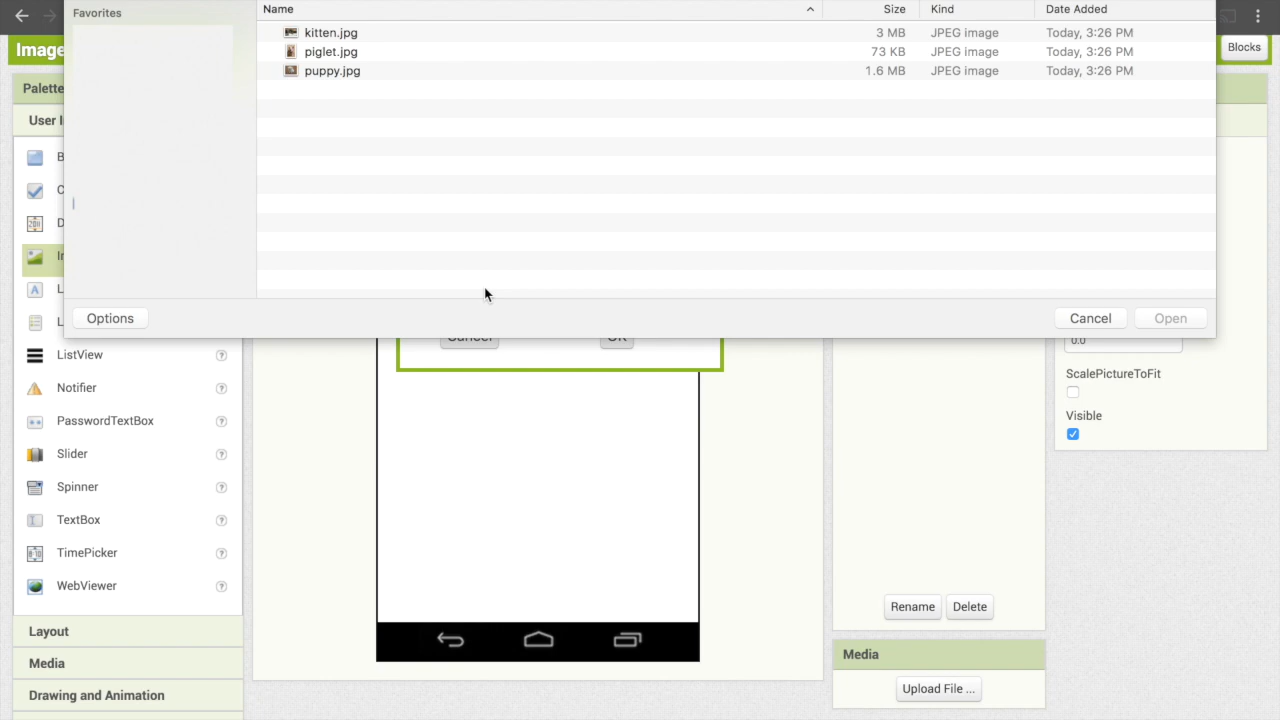 Favorites
Name Size Kind Date Added
kitten.jpg 3 MB JPEG image Today, 3:26 PM
piglet.jpg 73 KB JPEG image Today, 3:26 PM
puppy.jpg 1.6 MB JPEG image Today, 3:26 PM
Options Cancel Open
Image
Blocks
Palette
User I
B
C
D
L
L
ListView
Notifier
PasswordTextBox
Slider
Spinner
TextBox
TimePicker
WebViewer
Layout
Media
Drawing and Animation
Cancel OK
Rename Delete
Media
Upload File ...
0.0
ScalePictureToFit
Visible